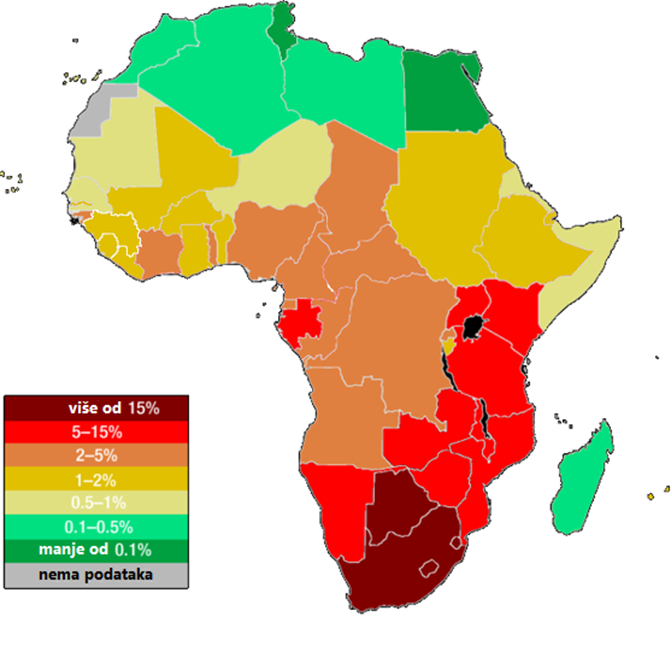 više od 15%
5–15%
2–5%
1–2%
0.5–1%
0.1–0.5%
manje od 0.1%
nema podataka